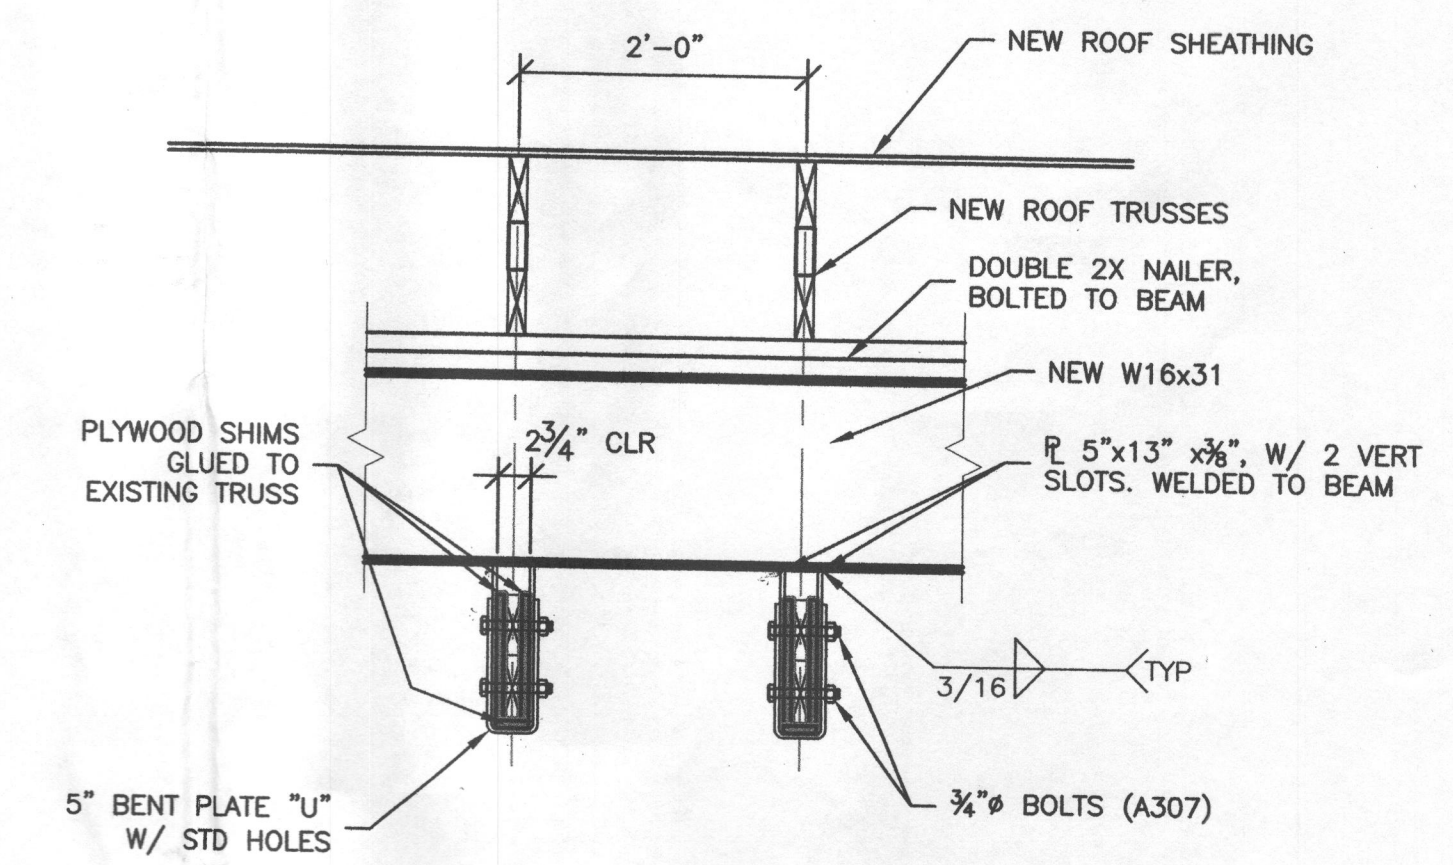 2'-0"
NEW ROOF SHEATHING
NEW ROOF TRUSSES
DOUBLE 2X NAILER,
BOLTED TO BEAM
NEW W16x31
PLYWOOD SHIMS
GLUED TO
EXISTING TRUSS
2¾" CLR
℄ 5"x13" x⅜", W/ 2 VERT
SLOTS. WELDED TO BEAM
3/16
TYP
5" BENT PLATE "U"
W/ STD HOLES
¾"ø BOLTS (A307)